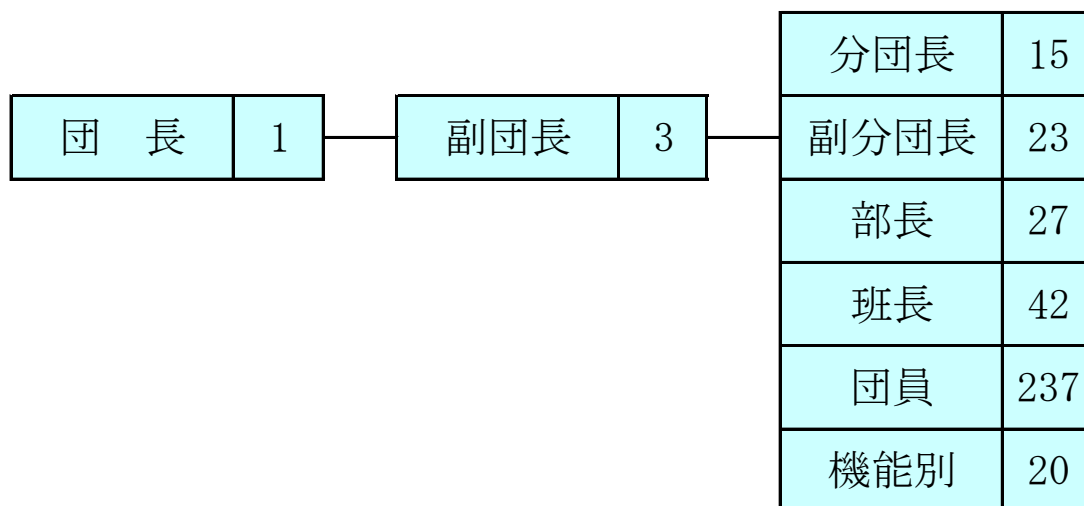 団　長 1
副団長 3
分団長 15
副分団長 23
部長 27
班長 42
団員 237
機能別 20